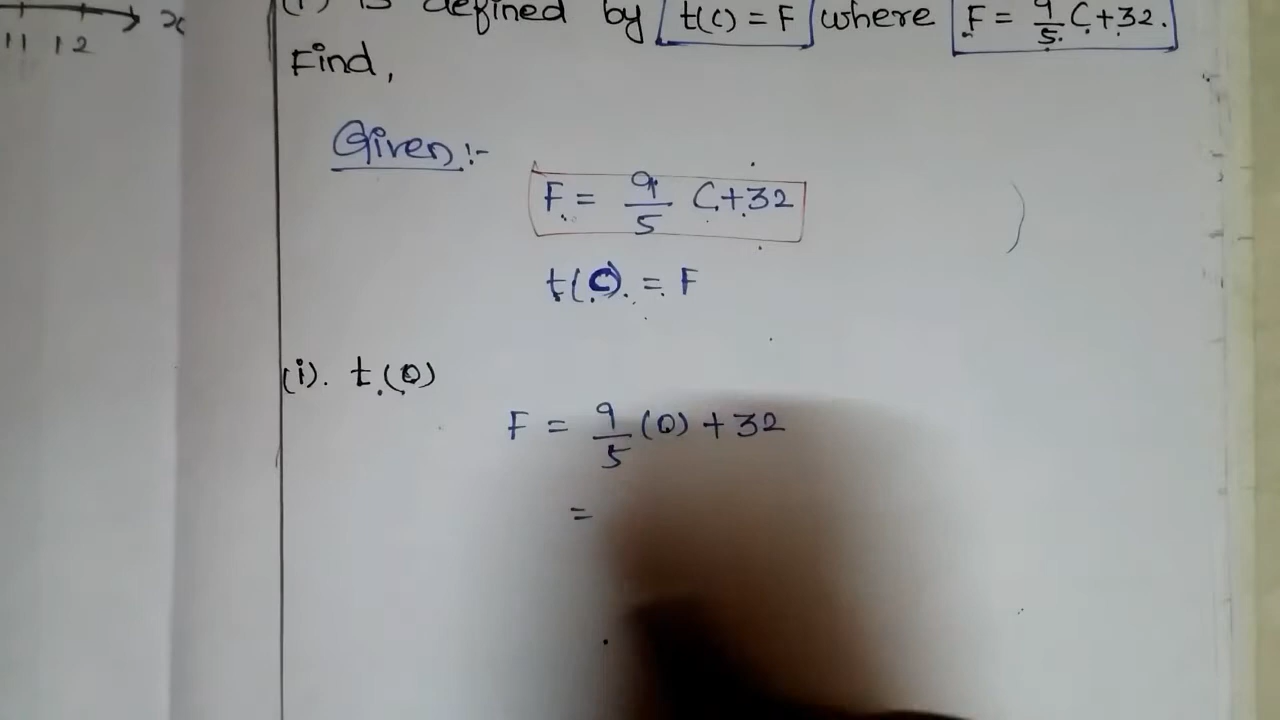 x
11 12
is defined by t(c) = F where F = 9/5 C + 32.
Find,
Given :-
F = 9/5 C + 32
t(C) = F
(i). t(0)
F = 9/5 (0) + 32
=